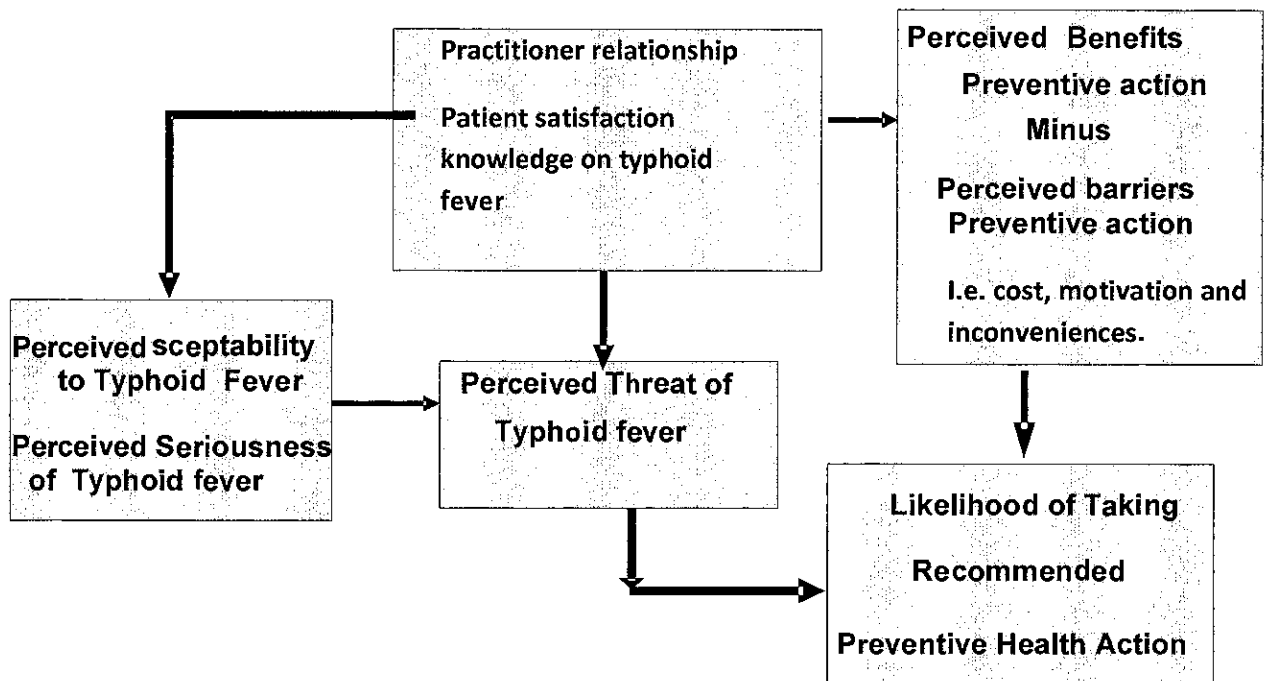 Practitioner relationship
Patient satisfaction
knowledge on typhoid
fever
Perceived Benefits
Preventive action
Minus
Perceived barriers
Preventive action
I.e. cost, motivation and
inconveniences.
Perceived sceptability
to Typhoid Fever
Perceived Seriousness
of Typhoid fever
Perceived Threat of
Typhoid fever
Likelihood of Taking
Recommended
Preventive Health Action